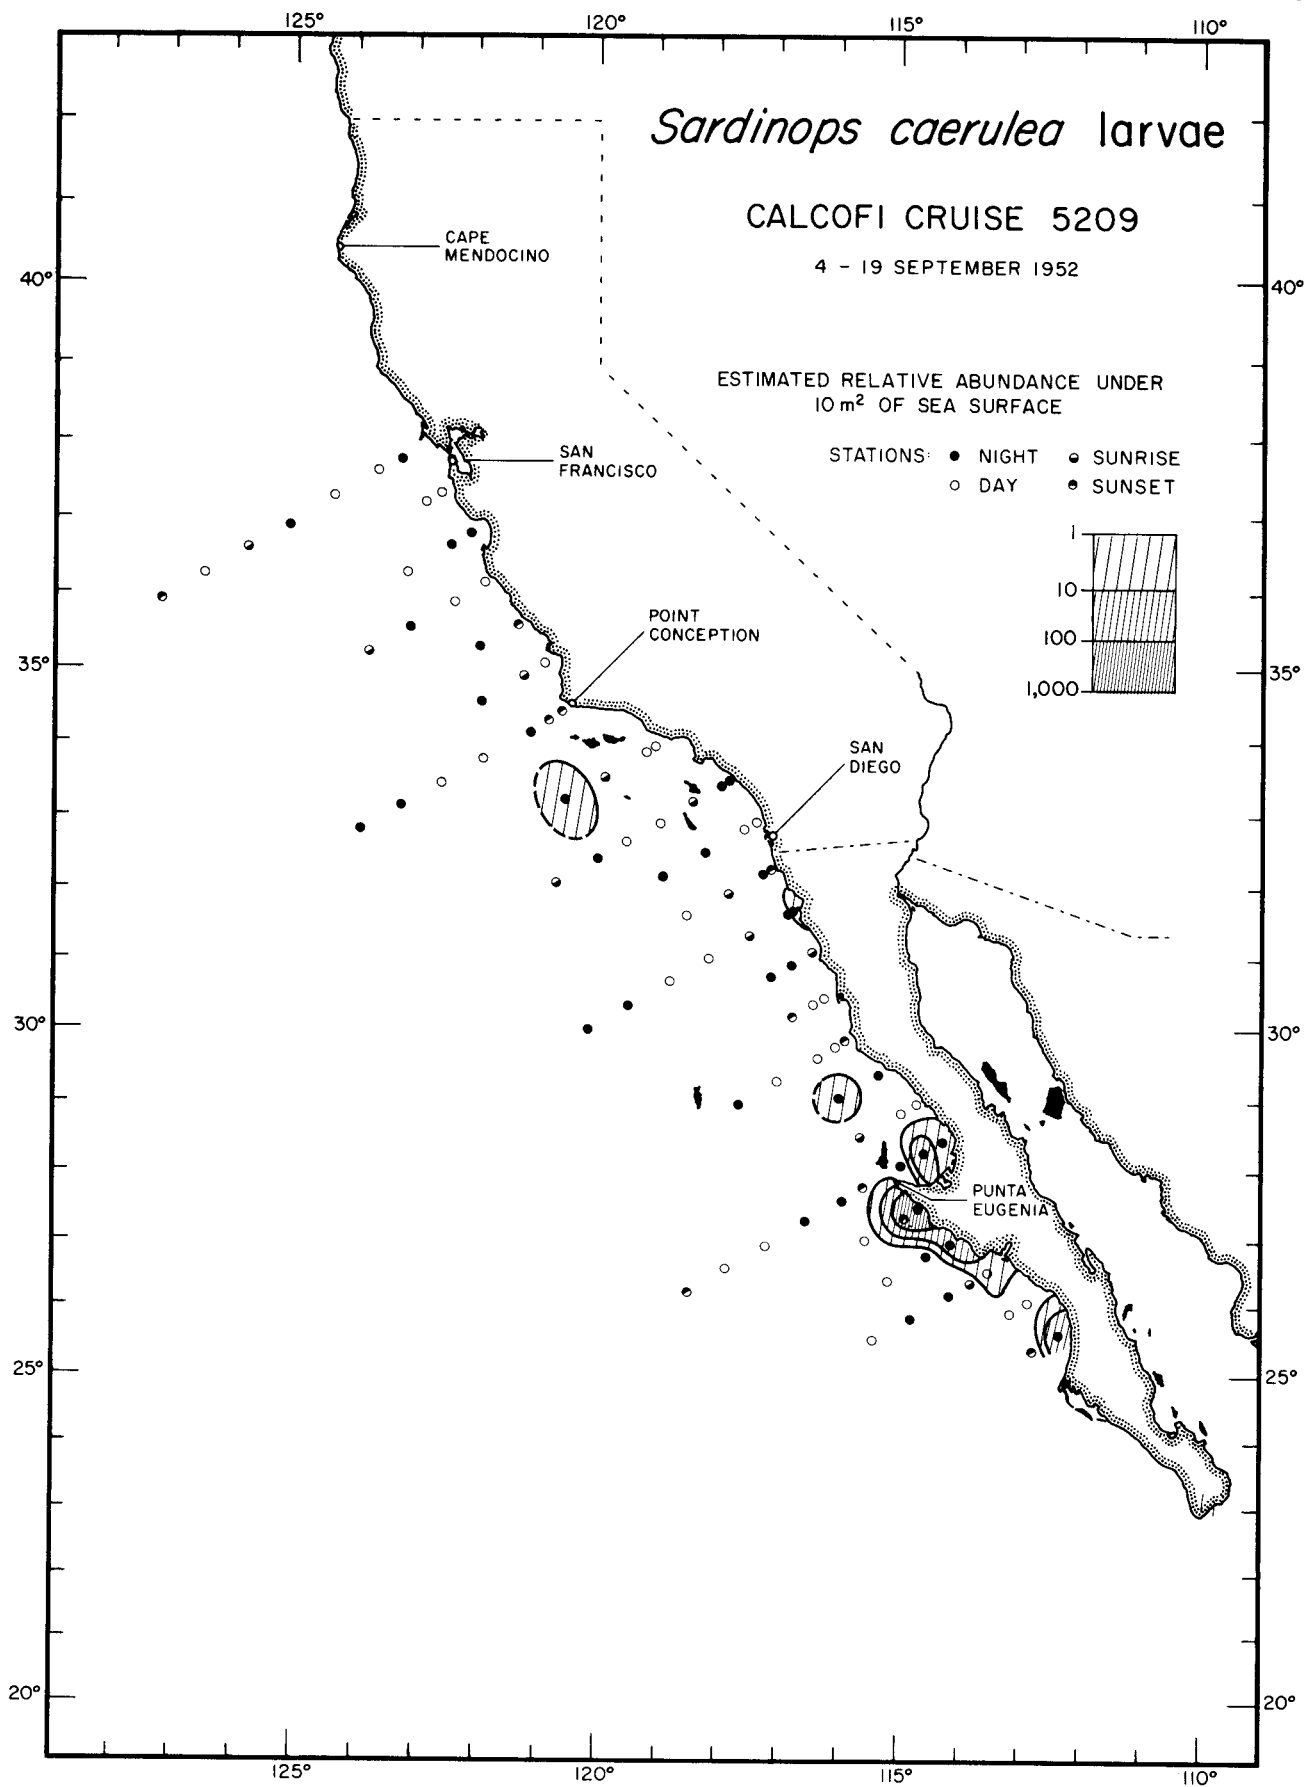 125° 120° 115° 110°
Sardinops caerulea larvae
CALCOFI CRUISE 5209
4 - 19 SEPTEMBER 1952
CAPE
MENDOCINO
40° 40°
ESTIMATED RELATIVE ABUNDANCE UNDER
10 m² OF SEA SURFACE
STATIONS: NIGHT SUNRISE
DAY SUNSET
SAN
FRANCISCO
1
10
100
1,000
POINT
CONCEPTION
35° 35°
SAN
DIEGO
30° 30°
PUNTA
EUGENIA
25° 25°
20° 20°
125° 120° 115° 110°